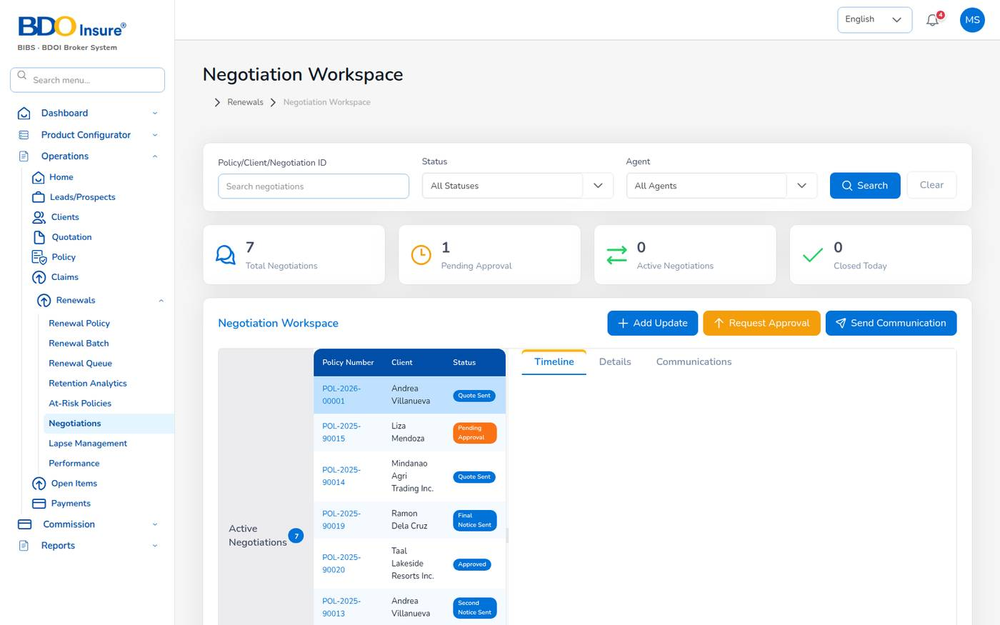 BDO Insure®
BIBS · BDOI Broker System
Search menu...
Dashboard
Product Configurator
Operations
Home
Leads/Prospects
Clients
Quotation
Policy
Claims
Renewals
Renewal Policy
Renewal Batch
Renewal Queue
Retention Analytics
At-Risk Policies
Negotiations
Lapse Management
Performance
Open Items
Payments
Commission
Reports
English
4
MS
Negotiation Workspace
Renewals
Negotiation Workspace
Policy/Client/Negotiation ID
Search negotiations
Status
All Statuses
Agent
All Agents
Search
Clear
7
Total Negotiations
1
Pending Approval
0
Active Negotiations
0
Closed Today
Negotiation Workspace
Add Update
Request Approval
Send Communication
Active
Negotiations
7
Policy Number Client Status
POL-2026-
00001
Andrea
Villanueva
Quote Sent
POL-2025-
90015
Liza
Mendoza
Pending
Approval
POL-2025-
90014
Mindanao
Agri
Trading Inc.
Quote Sent
POL-2025-
90019
Ramon
Dela Cruz
Final
Notice Sent
POL-2025-
90020
Taal
Lakeside
Resorts Inc.
Approved
POL-2025-
90013
Andrea
Villanueva
Second
Notice Sent
Timeline
Details
Communications